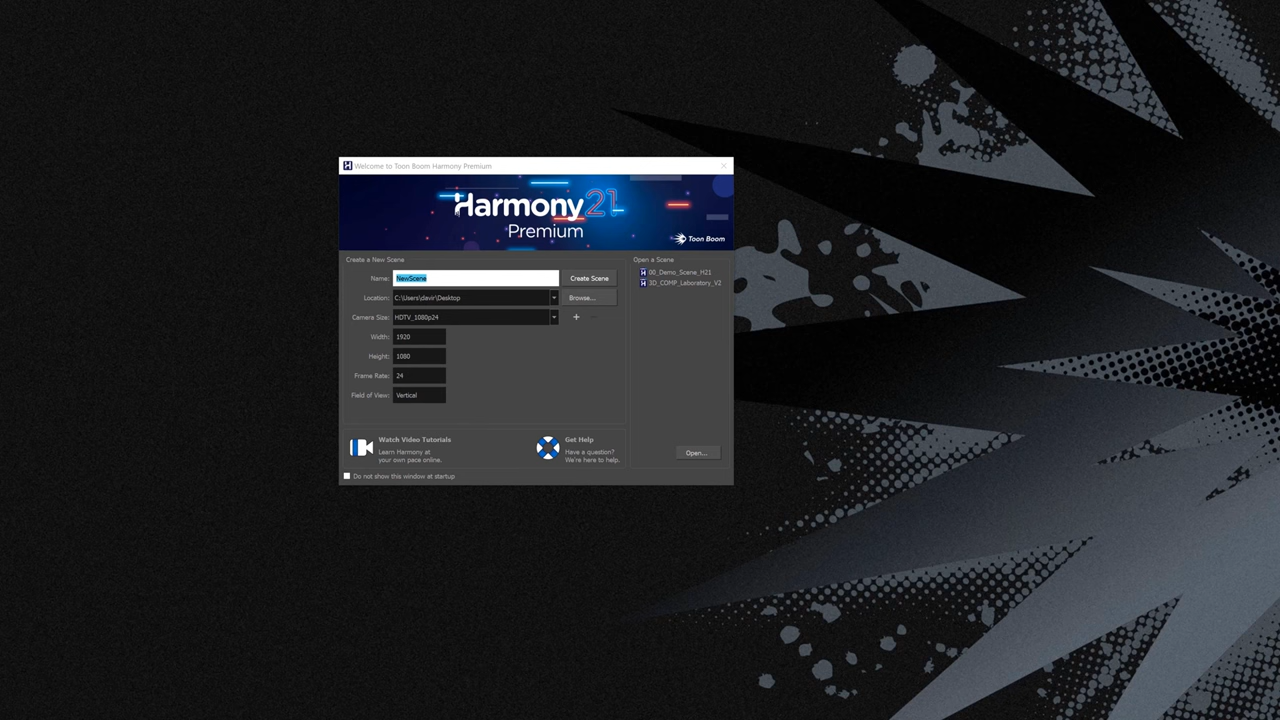 Welcome to Toon Boom Harmony Premium
Harmony 21
Premium
Toon Boom
Create a New Scene
Name: NewScene Create Scene
Location: C:\Users\davir\Desktop Browse...
Camera Size: HDTV_1080p24
Width: 1920
Height: 1080
Frame Rate: 24
Field of View: Vertical
Open a Scene
00_Demo_Scene_H21
3D_COMP_Laboratory_V2
Watch Video Tutorials
Learn Harmony at
your own pace online.
Get Help
Have a question?
We're here to help.
Open...
Do not show this window at startup